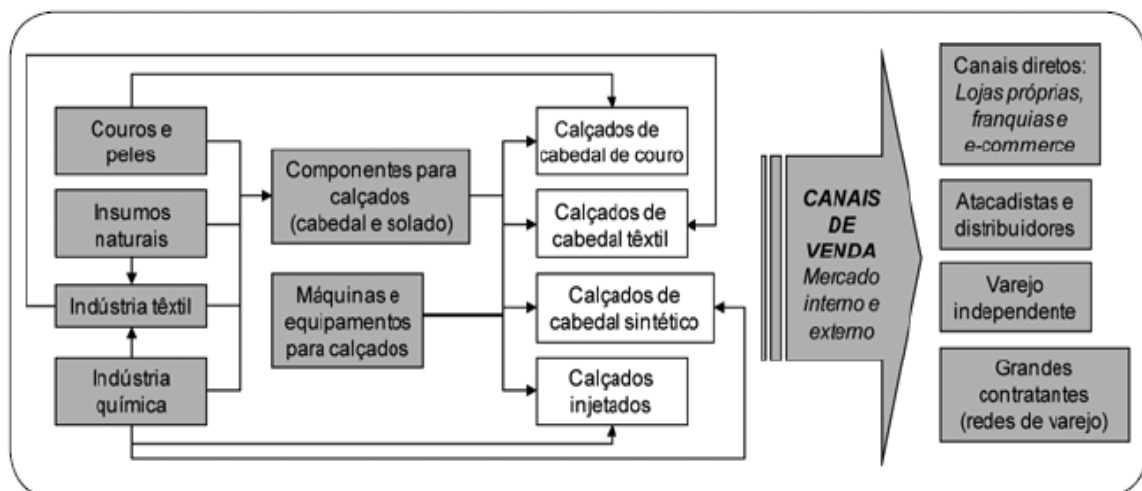 Couros e
peles
Insumos
naturais
Indústria têxtil
Indústria
química
Componentes para
calçados
(cabedal e solado)
Máquinas e
equipamentos
para calçados
Calçados de
cabedal de couro
Calçados de
cabedal têxtil
Calçados de
cabedal sintético
Calçados
injetados
CANAIS
DE
VENDA
Mercado
interno e
externo
Canais diretos:
Lojas próprias,
franquias e
e-commerce
Atacadistas e
distribuidores
Varejo
independente
Grandes
contratantes
(redes de varejo)